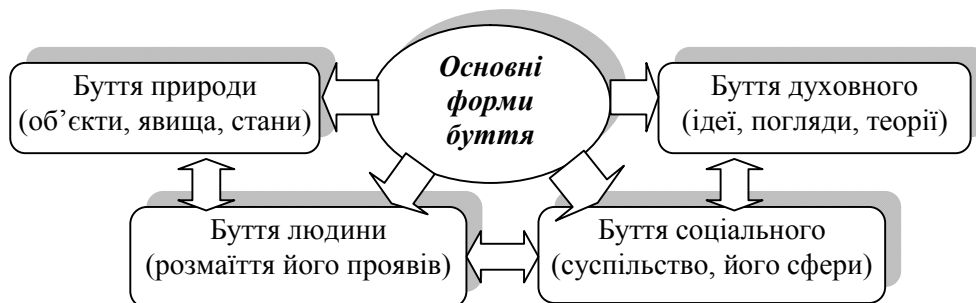 Основні
форми
буття
Буття природи
(об’єкти, явища, стани)
Буття духовного
(ідеї, погляди, теорії)
Буття людини
(розмаїття його проявів)
Буття соціального
(суспільство, його сфери)